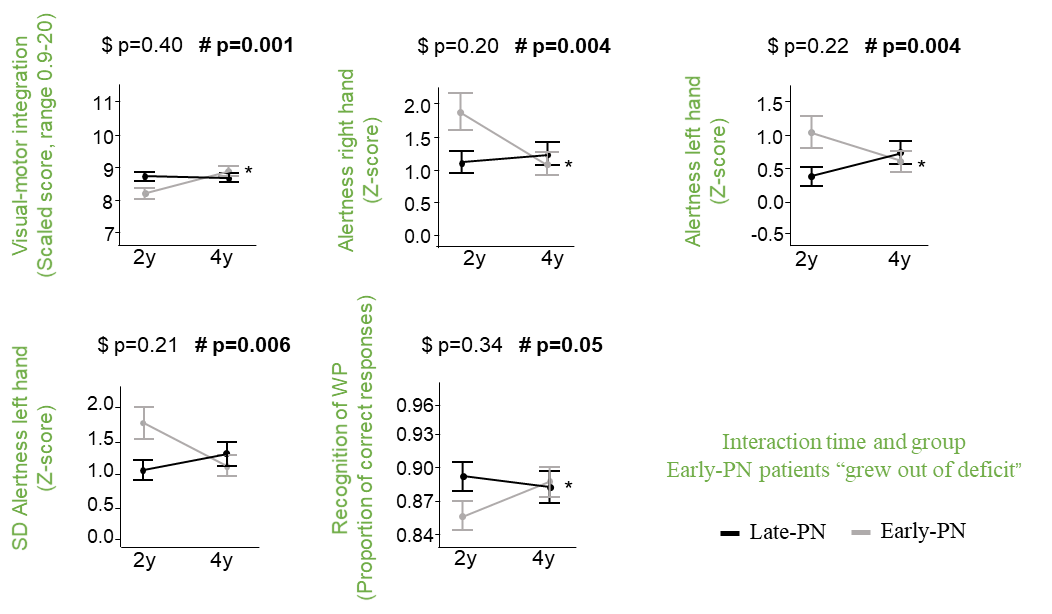 Visual-motor integration
(Scaled score, range 0.9-20)
$ p=0.40 # p=0.001
11
10
9
8
7
*
2y 4y
Alertness right hand
(Z-score)
$ p=0.20 # p=0.004
2.0
1.5
1.0
0.5
0.0
*
2y 4y
Alertness left hand
(Z-score)
$ p=0.22 # p=0.004
1.5
1.0
0.5
0.0
-0.5
*
2y 4y
SD Alertness left hand
(Z-score)
$ p=0.21 # p=0.006
2.0
1.5
1.0
0.5
0.0
2y 4y
Recognition of WP
(Proportion of correct responses)
$ p=0.34 # p=0.05
0.96
0.93
0.90
0.87
0.84
*
2y 4y
Interaction time and group
Early-PN patients “grew out of deficit”
Late-PN Early-PN